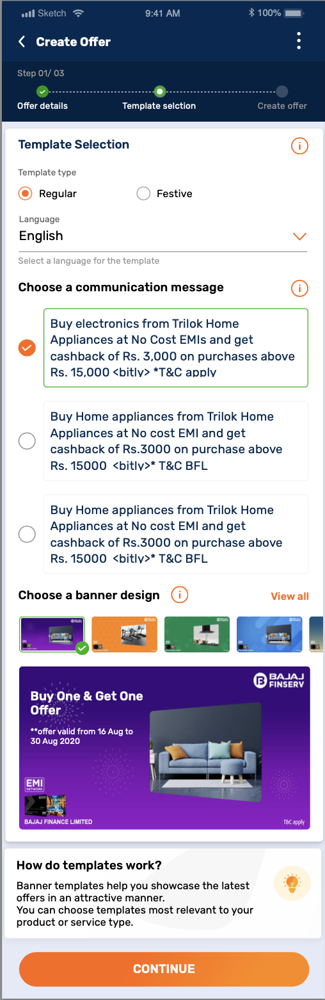 Sketch 9:41 AM 100%
Create Offer
Step 01/ 03
Offer details Template selction Create offer
Template Selection
Template type
Regular Festive
Language
English
Select a language for the template
Choose a communication message
Buy electronics from Trilok Home
Appliances at No Cost EMIs and get
cashback of Rs. 3,000 on purchases above
Rs. 15,000 <bitly> *T&C apply
Buy Home appliances from Trilok Home
Appliances at No cost EMI and get
cashback of Rs.3000 on purchase above
Rs. 15000  <bitly>* T&C BFL
Buy Home appliances from Trilok Home
Appliances at No cost EMI and get
cashback of Rs.3000 on purchase above
Rs. 15000  <bitly>* T&C BFL
Choose a banner design View all
BAJAJ
FINSERV
Buy One & Get One
Offer
**offer valid from 16 Aug to
30 Aug 2020
EMI
NETWORK
BAJAJ FINANCE LIMITED T&C apply
How do templates work?
Banner templates help you showcase the latest
offers in an attractive manner.
You can choose templates most relevant to your
product or service type.
CONTINUE